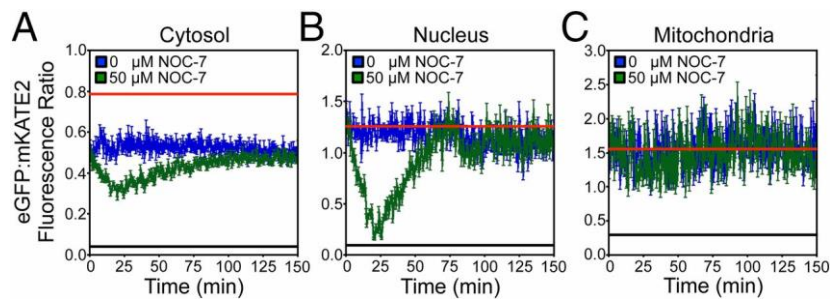 A Cytosol
B Nucleus
C Mitochondria
eGFP:mKATE2
Fluorescence Ratio
1.0
0.8
0.6
0.4
0.2
0.0
0 µM NOC-7
50 µM NOC-7
0 25 50 75 100 125 150
Time (min)
2.0
1.5
1.0
0.5
0.0
0 µM NOC-7
50 µM NOC-7
0 25 50 75 100 125 150
Time (min)
3.0
2.5
2.0
1.5
1.0
0.5
0.0
0 µM NOC-7
50 µM NOC-7
0 25 50 75 100 125 150
Time (min)